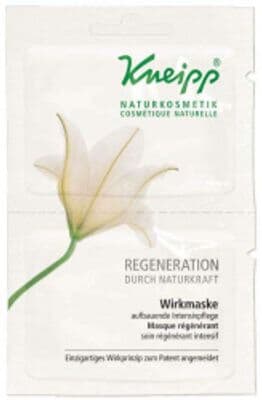 Kneipp®
NATURKOSMETIK
COSMÉTIQUE NATURELLE
REGENERATION
DURCH NATURKRAFT
Wirkmaske
aufbauende Intensivpflege
Masque régénérant
soin régénérant intensif
Einzigartiges Wirkprinzip zum Patent angemeldet